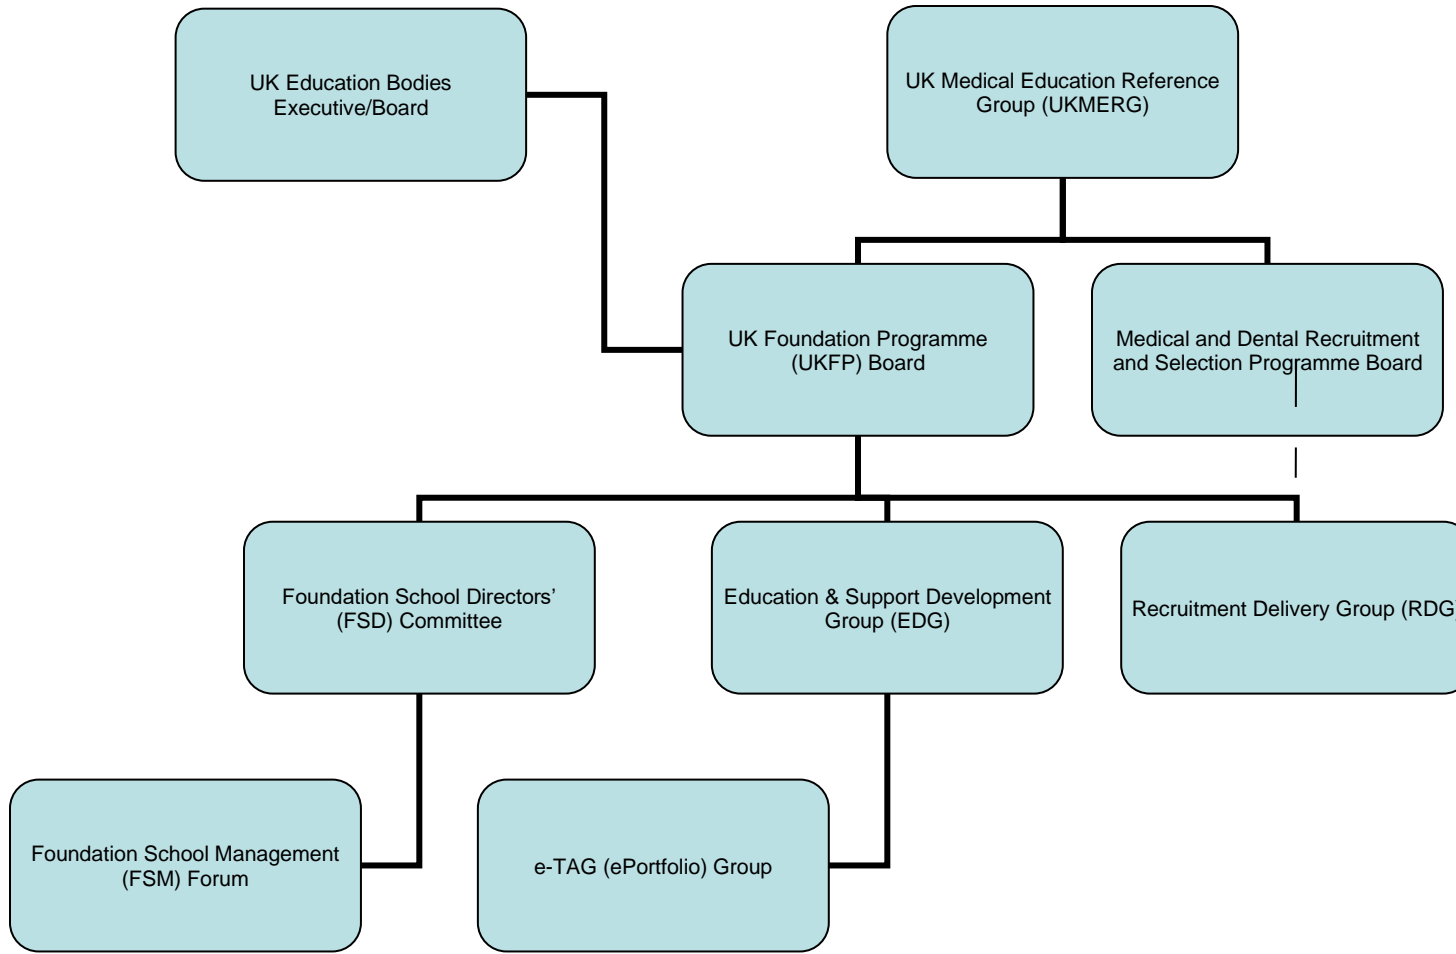 UK Education Bodies
Executive/Board
UK Medical Education Reference
Group (UKMERG)
UK Foundation Programme
(UKFP) Board
Medical and Dental Recruitment
and Selection Programme Board
Foundation School Directors’
(FSD) Committee
Education & Support Development
Group (EDG)
Recruitment Delivery Group (RDG)
Foundation School Management
(FSM) Forum
e-TAG (ePortfolio) Group